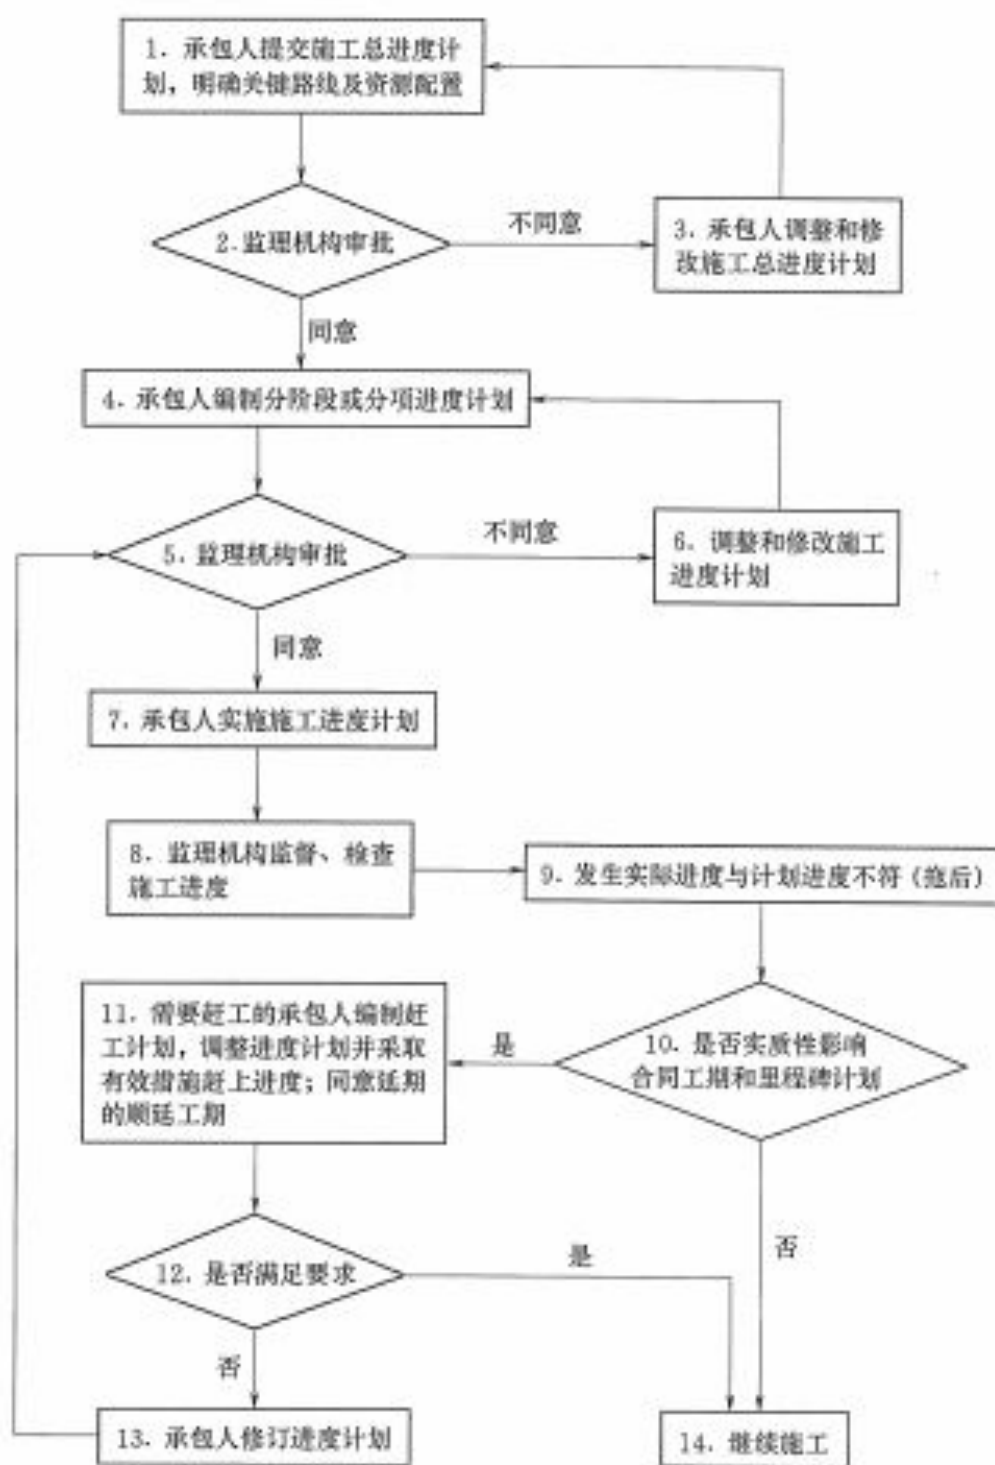 1. 承包人提交施工总进度计
划，明确关键路线及资源配置
2. 监理机构审批
不同意
3. 承包人调整和修
改施工总进度计划
同意
4. 承包人编制分阶段或分项进度计划
5. 监理机构审批
不同意
6. 调整和修改施工
进度计划
同意
7. 承包人实施施工进度计划
8. 监理机构监督、检查
施工进度
9. 发生实际进度与计划进度不符（拖后）
10. 是否实质性影响
合同工期和里程碑计划
是
11. 需要赶工的承包人编制赶
工计划，调整进度计划并采取
有效措施赶上进度；同意延期
的顺延工期
否
12. 是否满足要求
是
否
13. 承包人修订进度计划
14. 继续施工